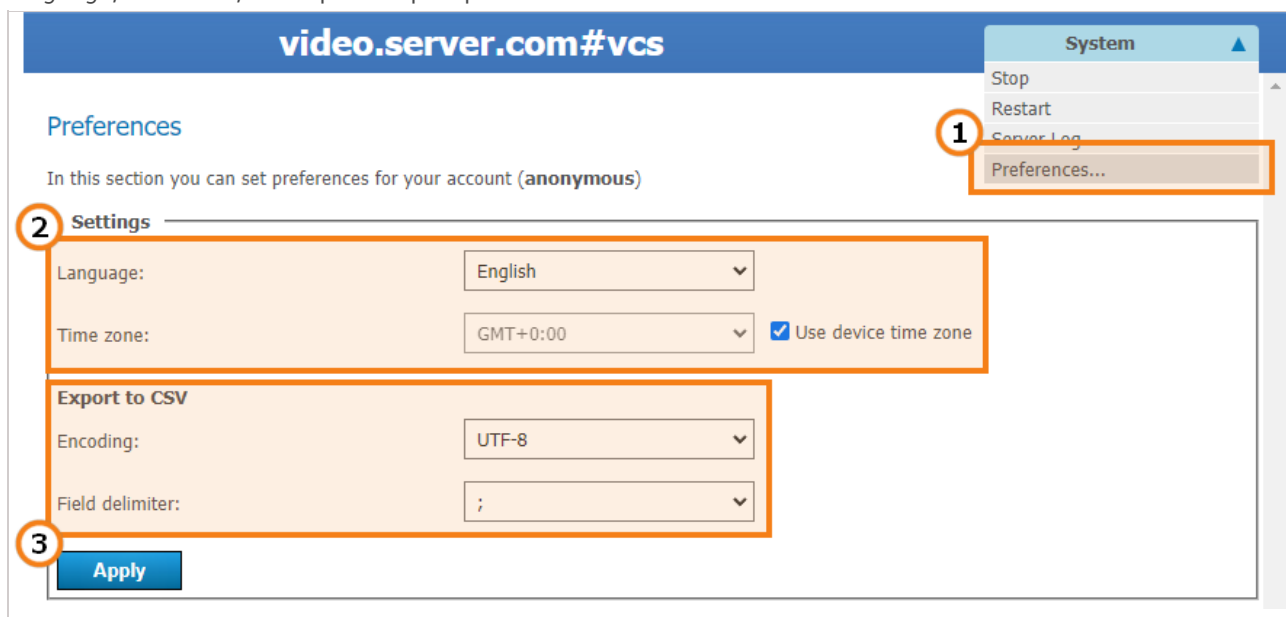 video.server.com#vcs
System
Stop
Restart
Server Log
Preferences...
1
Preferences
In this section you can set preferences for your account (anonymous)
2
Settings
Language: English
Time zone: GMT+0:00 Use device time zone
Export to CSV
Encoding: UTF-8
Field delimiter: ;
3
Apply